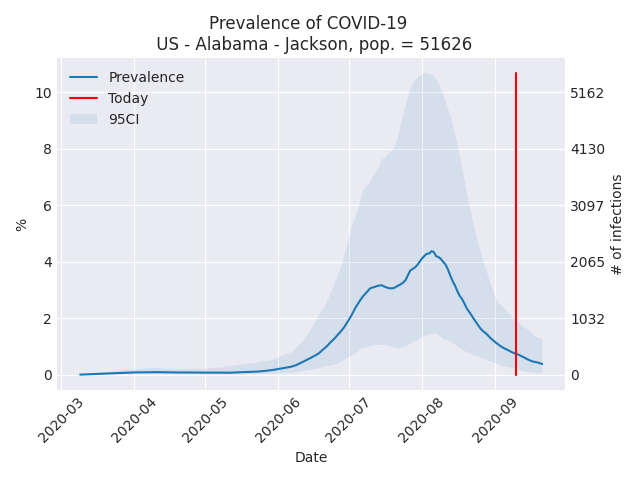 Prevalence of COVID-19
US - Alabama - Jackson, pop. = 51626
Prevalence
Today
95CI
10
8
6
4
2
0
%
5162
4130
3097
2065
1032
0
# of infections
2020-03
2020-04
2020-05
2020-06
2020-07
2020-08
2020-09
Date